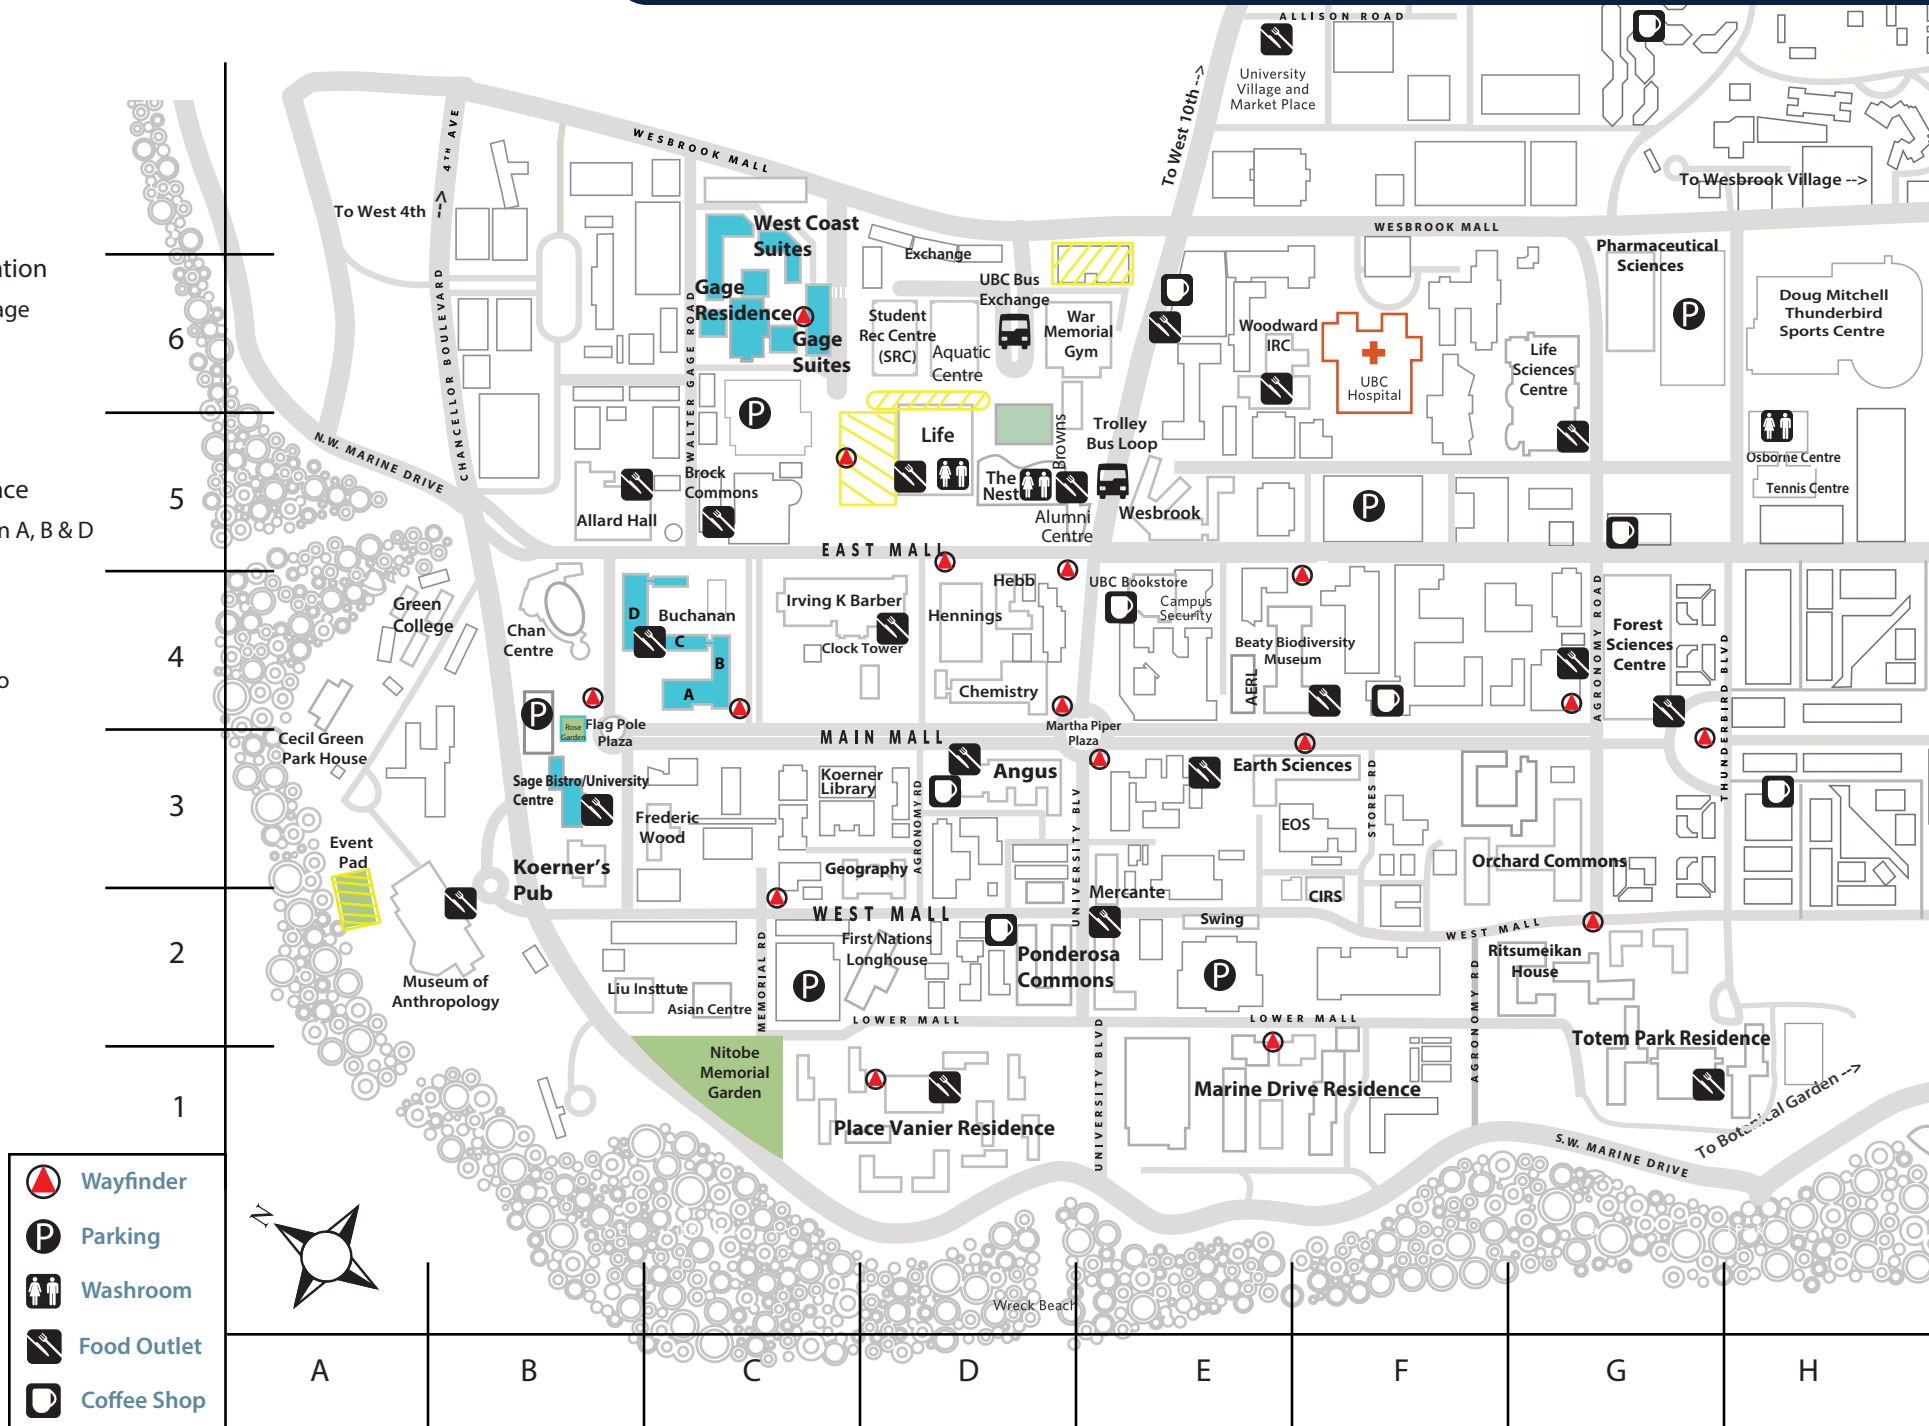 ALLISON ROAD
University
Village and
Market Place
To West 10th -->
4TH AVE
WESBROOK MALL
To West 4th -->
To Wesbrook Village -->
WESBROOK MALL
West Coast
Suites
Exchange
Pharmaceutical
Sciences
ation
age
UBC Bus
Exchange
Gage
Residence
Gage
Suites
Student
Rec Centre
(SRC)
Aquatic
Centre
War
Memorial
Gym
Woodward
IRC
UBC
Hospital
Life
Sciences
Centre
P
Doug Mitchell
Thunderbird
Sports Centre
6
CHANCELLOR BOULEVARD
WALTER GAGE ROAD
P
N.W. MARINE DRIVE
Life
Browns
Trolley
Bus Loop
Osborne Centre
Tennis Centre
nce
n A, B & D
5
Brock
Commons
Allard Hall
The
Nest
Alumni
Centre
Wesbrook
P
EAST MALL
Green
College
Chan
Centre
D
Buchanan
C
B
A
Irving K Barber
Clock Tower
Hebb
Hennings
Chemistry
UBC Bookstore
Campus
Security
Beaty Biodiversity
Museum
AERL
AGRONOMY ROAD
Forest
Sciences
Centre
THUNDERBIRD BLVD
4
o
P
Rose
Garden
Flag Pole
Plaza
Martha Piper
Plaza
Cecil Green
Park House
MAIN MALL
Sage Bistro/University
Centre
Koerner
Library
AGRONOMY RD
Angus
UNIVERSITY BLV
Earth Sciences
STORES RD
3
Frederic
Wood
EOS
Event
Pad
Koerner's
Pub
Geography
Mercante
CIRS
Orchard Commons
WEST MALL
Swing
WEST MALL
2
First Nations
Longhouse
Ponderosa
Commons
P
Ritsumeikan
House
Museum of
Anthropology
Liu Insttute
Asian Centre
MEMORIAL RD
P
AGRONOMY RD
LOWER MALL
LOWER MALL
Totem Park Residence
Nitobe
Memorial
Garden
UNIVERSITY BLVD
Marine Drive Residence
Place Vanier Residence
1
To Botanical Garden -->
S.W. MARINE DRIVE
Wayfinder
P Parking
Washroom
Food Outlet
Coffee Shop
N
Wreck Beach
A
B
C
D
E
F
G
H